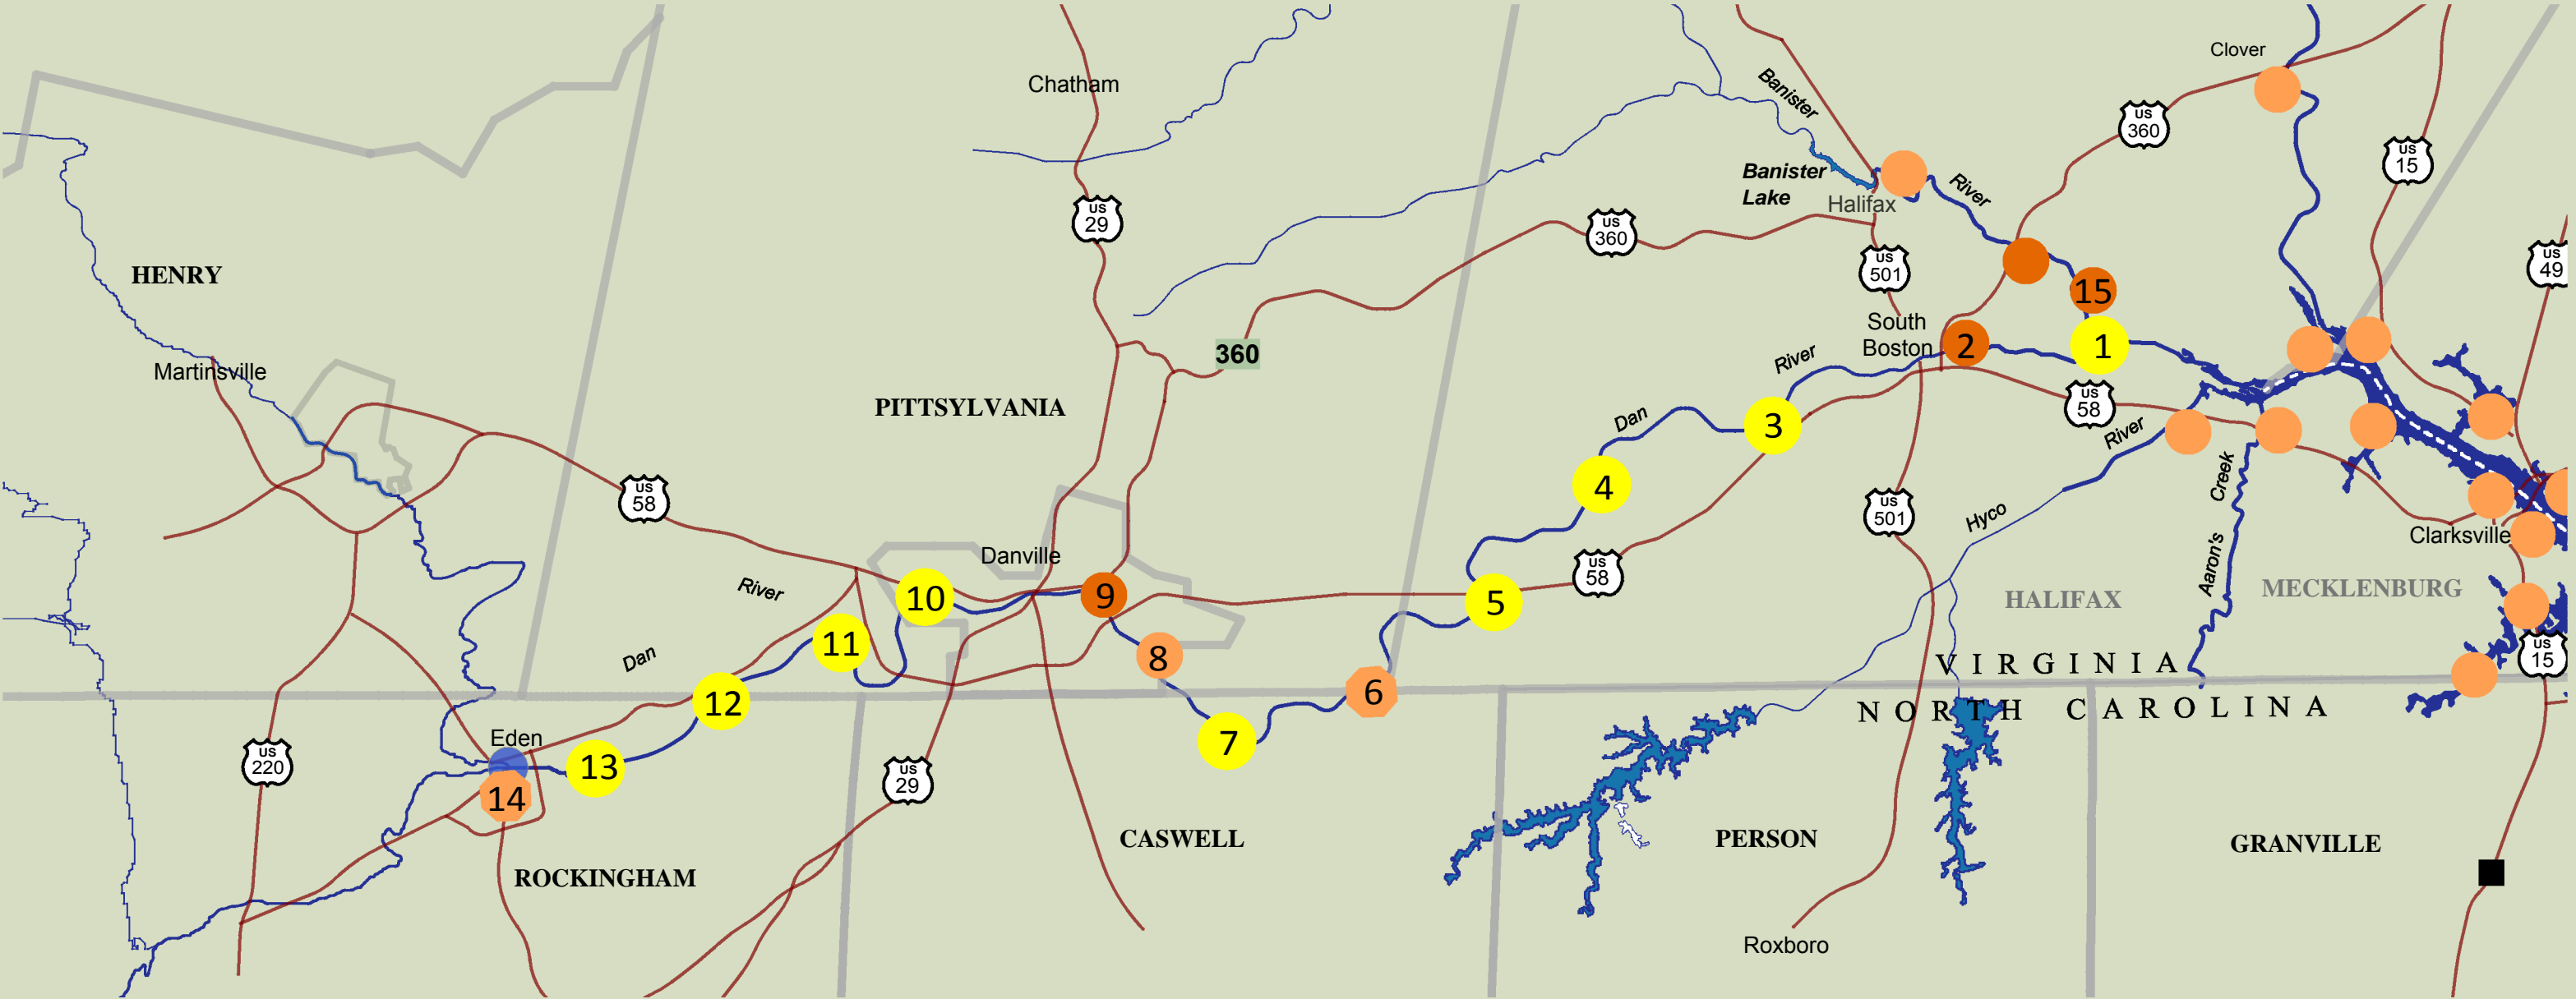 Clover
Chatham
Banister
US
360
US
15
Banister
Lake
River
Halifax
US
29
US
360
US
501
US
49
HENRY
15
South
Boston
2
1
360
River
Martinsville
PITTSYLVANIA
US
58
3
Dan
River
Creek
4
US
58
US
501
Hyco
Clarksville
Danville
Aaron's
River
10
9
US
58
5
HALIFAX
MECKLENBURG
11
8
Dan
6
VIRGINIA
US
15
12
NORTH CAROLINA
7
Eden
US
220
13
US
29
14
CASWELL
PERSON
GRANVILLE
ROCKINGHAM
Roxboro